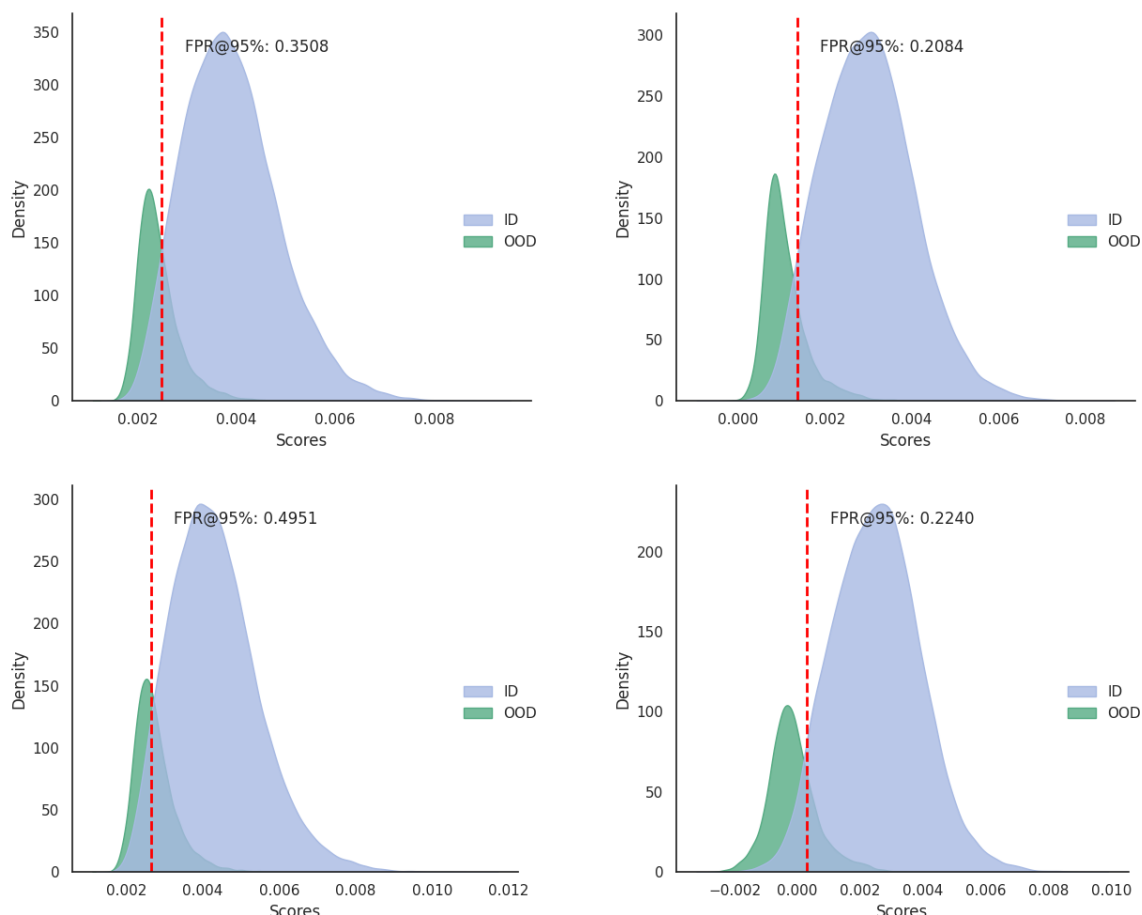 FPR@95%: 0.3508
350
300
250
200
150
100
50
0
Density
ID
OOD
0.002 0.004 0.006 0.008
Scores
FPR@95%: 0.2084
300
250
200
150
100
50
0
Density
ID
OOD
0.000 0.002 0.004 0.006 0.008
Scores
FPR@95%: 0.4951
300
250
200
150
100
50
0
Density
ID
OOD
0.002 0.004 0.006 0.008 0.010 0.012
Scores
FPR@95%: 0.2240
200
150
100
50
0
Density
ID
OOD
−0.002 0.000 0.002 0.004 0.006 0.008 0.010
Scores